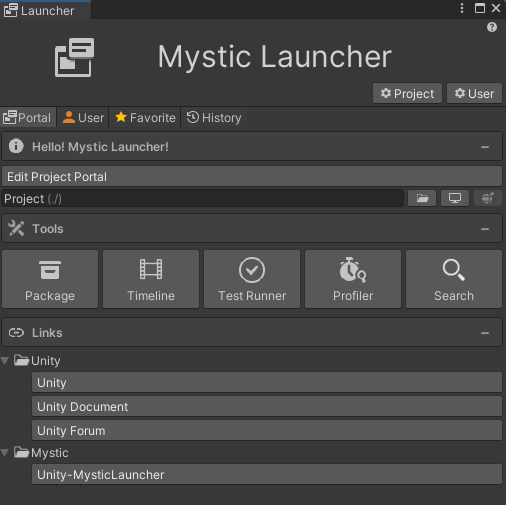 Launcher
Mystic Launcher
Project User
Portal User Favorite History
Hello! Mystic Launcher!
Edit Project Portal
Project (./)
Tools
Package Timeline Test Runner Profiler Search
Links
Unity
Unity
Unity Document
Unity Forum
Mystic
Unity-MysticLauncher